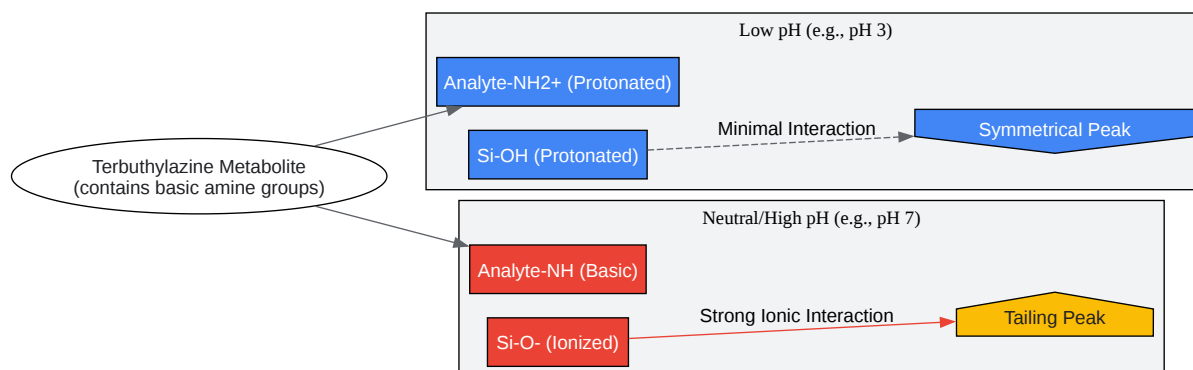 Low pH (e.g., pH 3)
Analyte-NH2+ (Protonated)
Si-OH (Protonated)
Minimal Interaction
Symmetrical Peak
Terbuthylazine Metabolite
(contains basic amine groups)
Neutral/High pH (e.g., pH 7)
Analyte-NH (Basic)
Si-O- (Ionized)
Strong Ionic Interaction
Tailing Peak